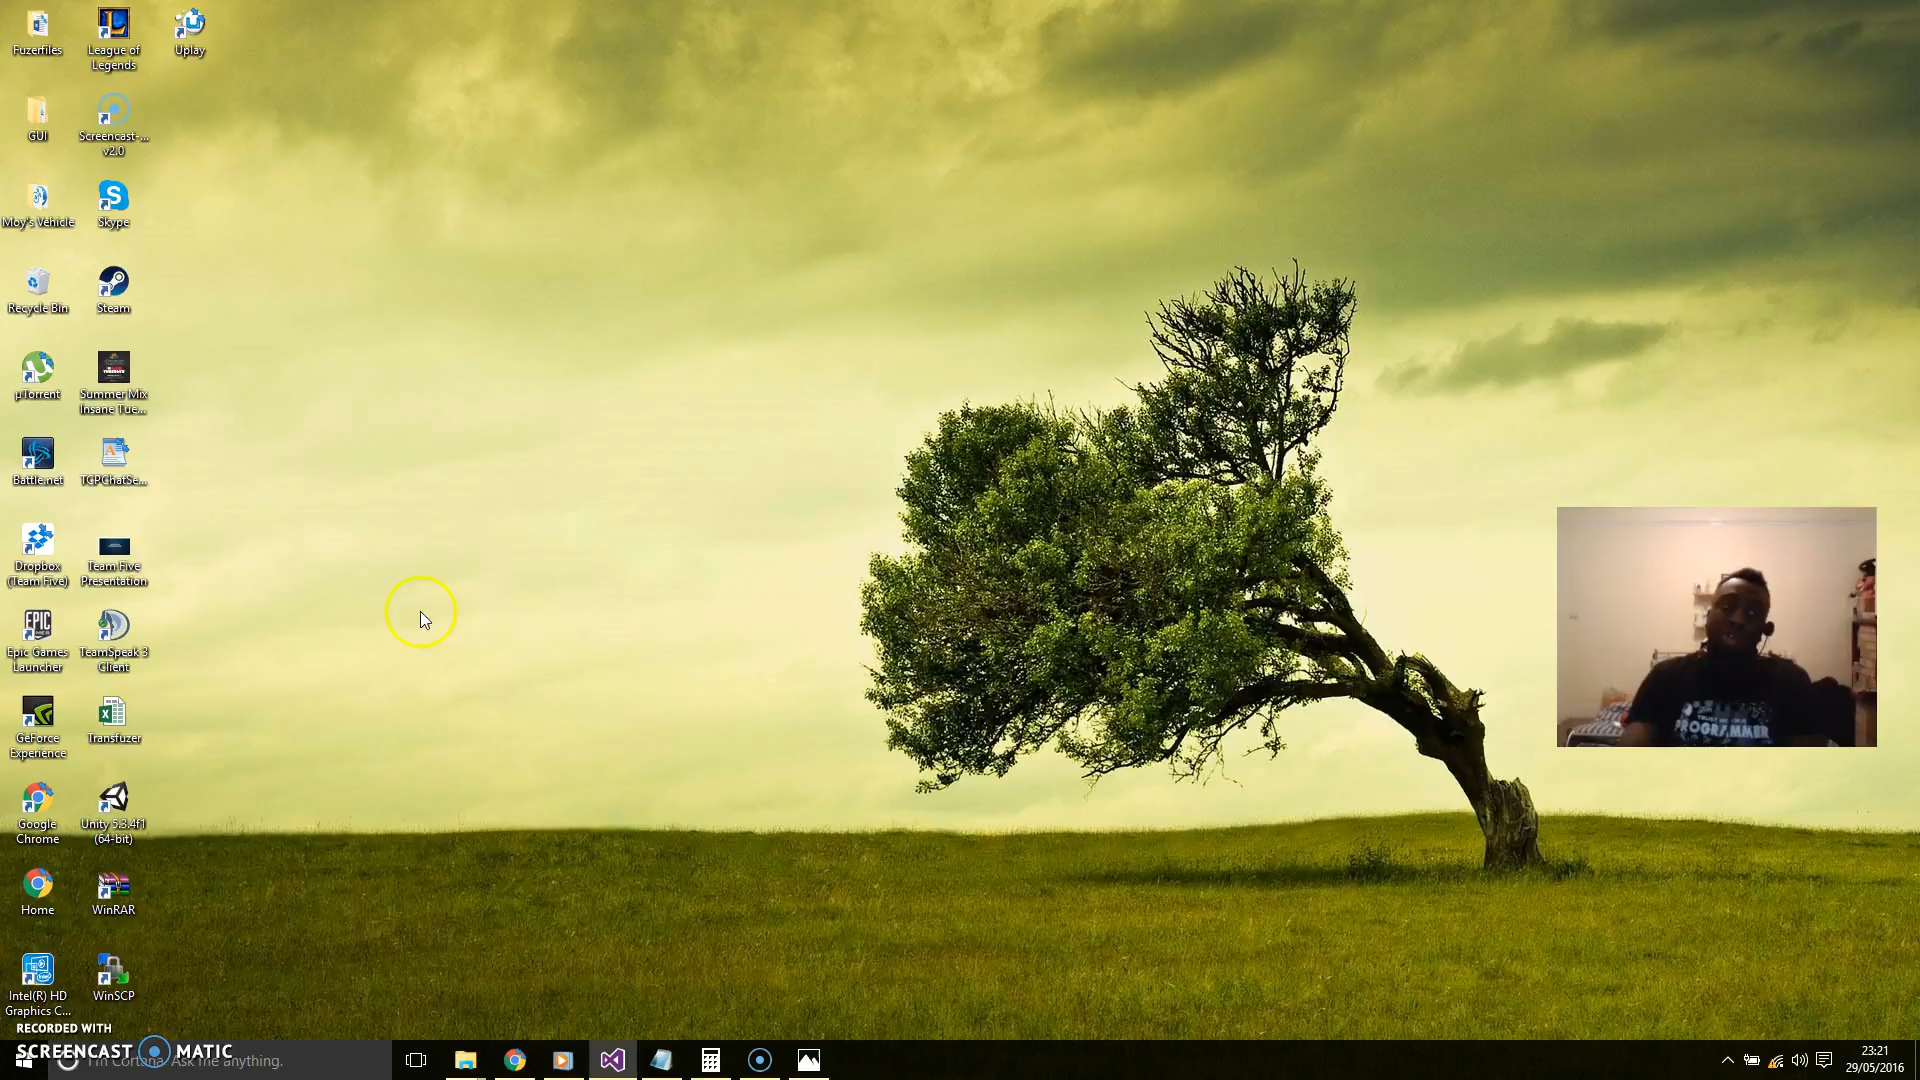 Fuzerfiles
League of
Legends
Uplay
GUI
Screencast-...
v2.0
Moy's Vehicle
Skype
Recycle Bin
Steam
µTorrent
Summer Mix
Insane Tue...
Battle.net
TCPChatSe...
Dropbox
(Team Five)
Team Five
Presentation
EPIC
Epic Games
Launcher
TeamSpeak 3
Client
GeForce
Experience
Transfuzer
Google
Chrome
Unity 5.3.4f1
(64-bit)
Home
WinRAR
Intel(R) HD
Graphics C...
WinSCP
PROGRAMMER
RECORDED WITH
SCREENCAST MATIC
I'm Cortana. Ask me anything.
23:21
29/05/2016